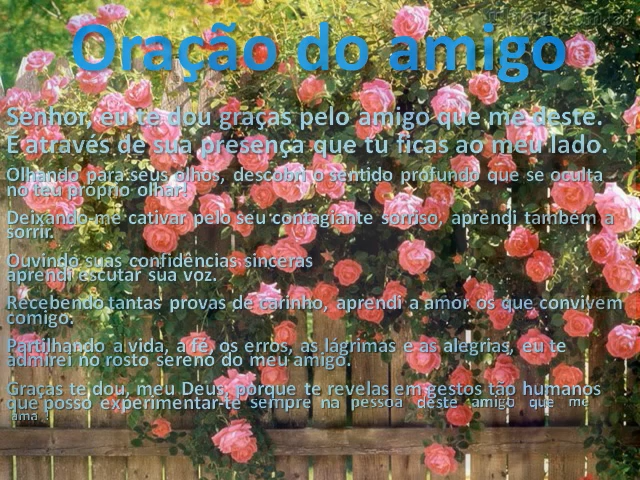 Oração do amigo
Senhor, eu te dou graças pelo amigo que me deste.
É através de sua presença que tu ficas ao meu lado.
Olhando para seus olhos, descobri o sentido profundo que se oculta
no teu próprio olhar!
Deixando-me cativar pelo seu contagiante sorriso, aprendi também a
sorrir.
Ouvindo suas confidências sinceras
aprendi escutar sua voz.
Recebendo tantas provas de carinho, aprendi a amor os que convivem
comigo.
Partilhando a vida, a fé, os erros, as lágrimas e as alegrias, eu te
admirei no rosto sereno do meu amigo.
Graças te dou, meu Deus, porque te revelas em gestos tão humanos
que posso experimentar-te sempre na pessoa deste amigo que me
ama